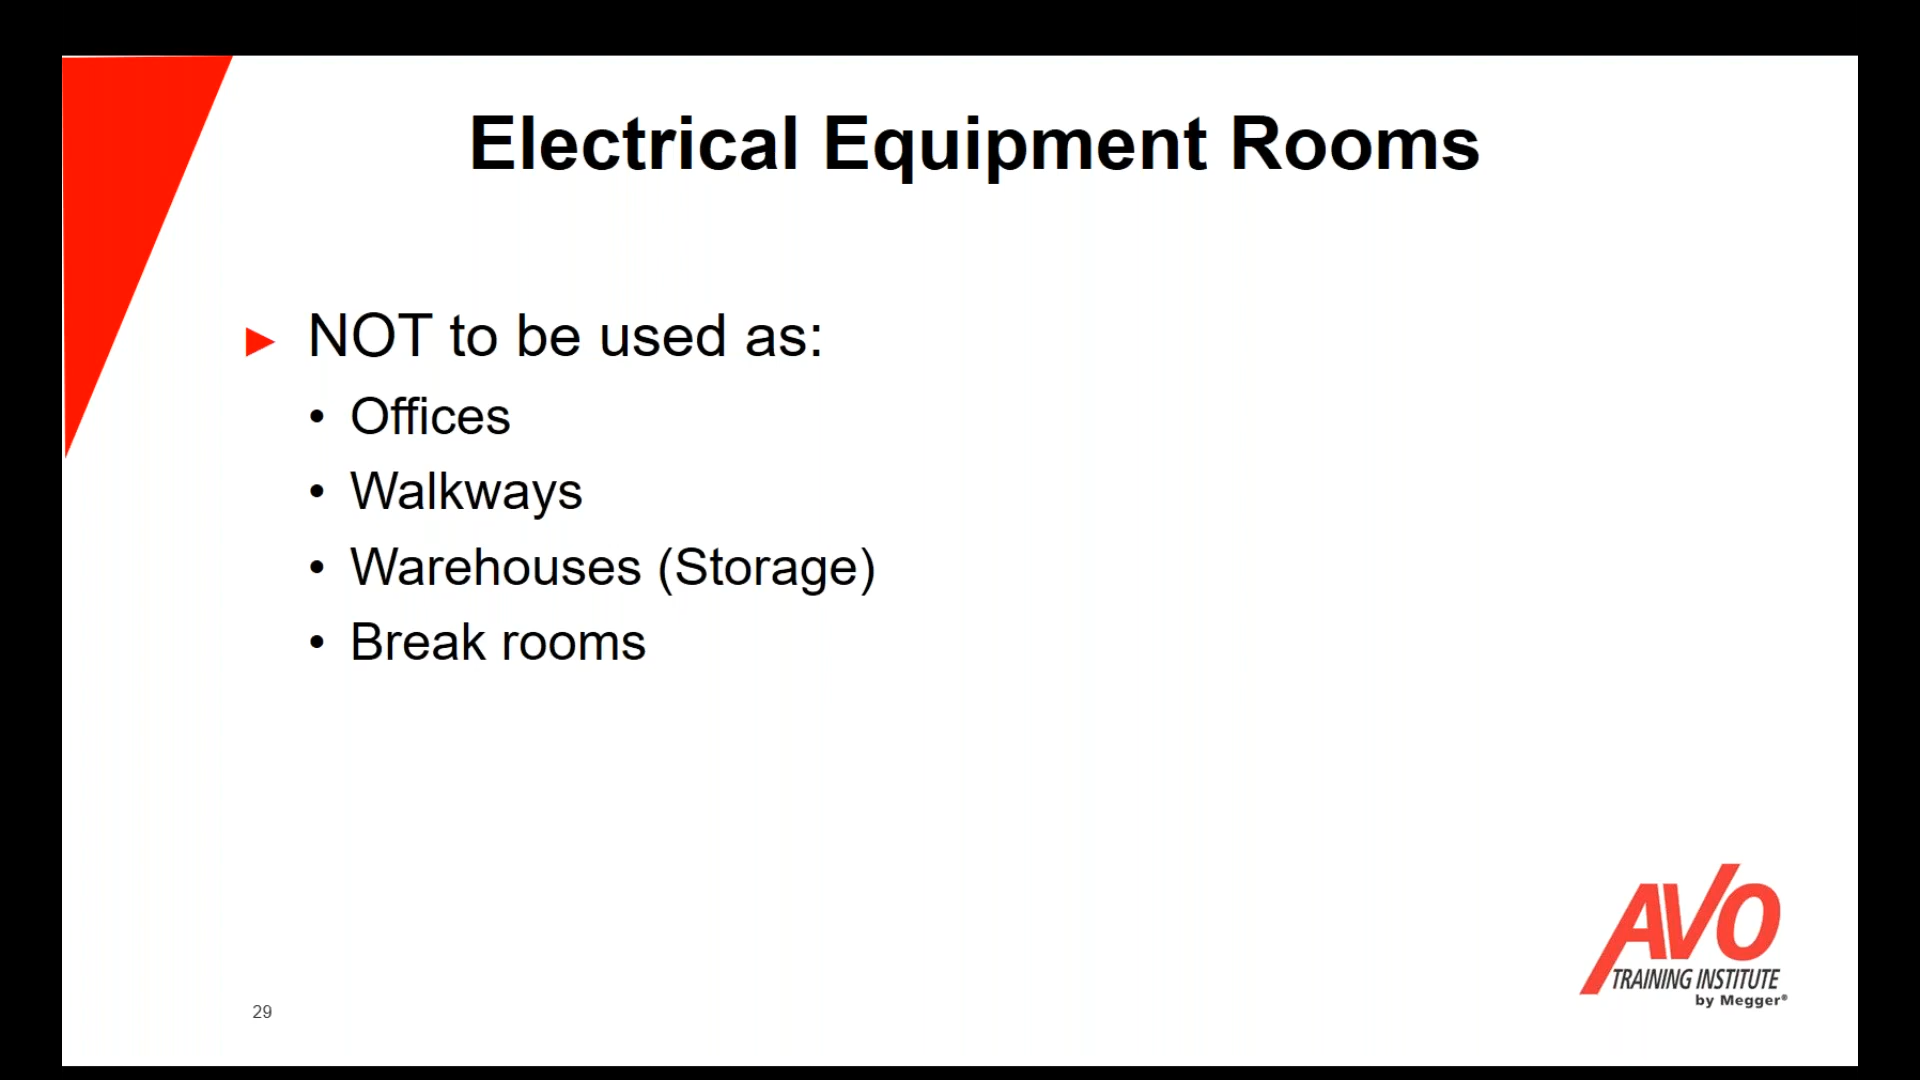 Electrical Equipment Rooms
► NOT to be used as:
• Offices
• Walkways
• Warehouses (Storage)
• Break rooms
AVO
TRAINING INSTITUTE
by Megger®
29